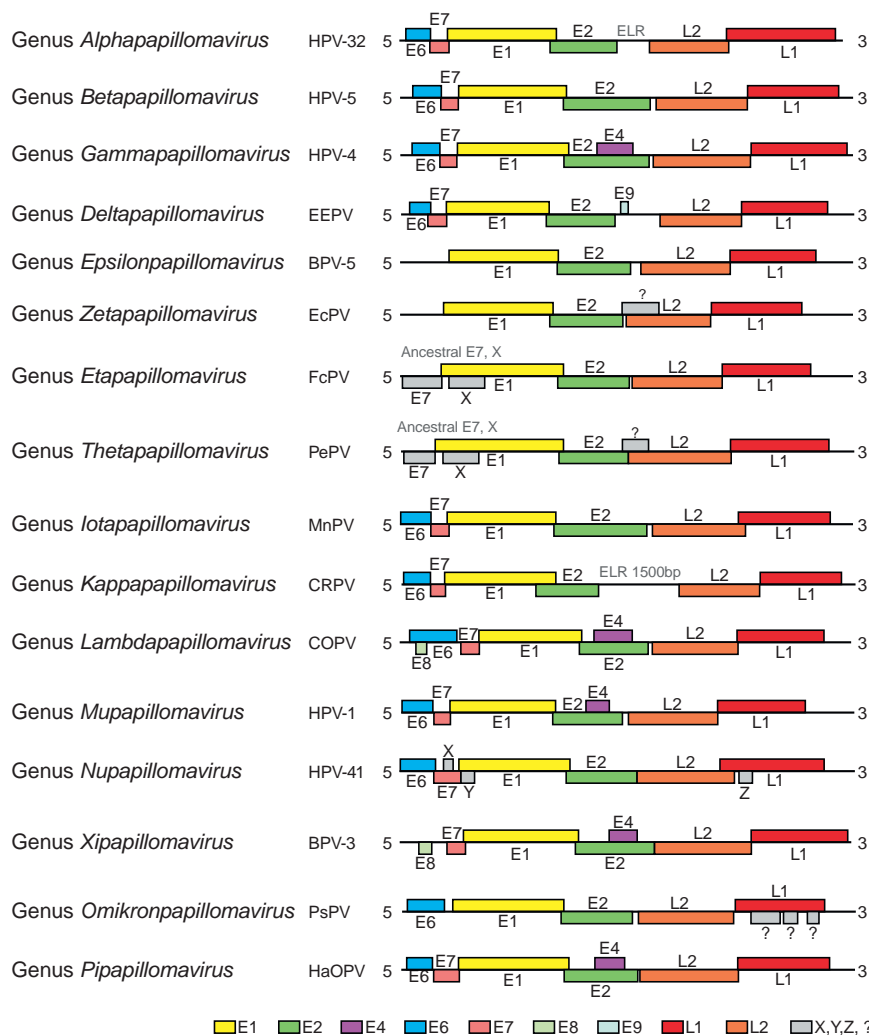 E7 E2 ELR L2
Genus Alphapapillomavirus HPV-32 5 3
E6 E1 L1
E7 E2 L2
Genus Betapapillomavirus HPV-5 5 3
E6 E1 L1
E7 E2 E4 L2
Genus Gammapapillomavirus HPV-4 5 3
E6 E1 L1
E7 E2 E9 L2
Genus Deltapapillomavirus EEPV 5 3
E6 E1 L1
E2 L2
Genus Epsilonpapillomavirus BPV-5 5 3
E1 L1
E2 ? L2
Genus Zetapapillomavirus EcPV 5 3
E1 L1
Ancestral E7, X
E2 L2
Genus Etapapillomavirus FcPV 5 3
E7 X E1 L1
Ancestral E7, X
E2 ? L2
Genus Thetapapillomavirus PePV 5 3
E7 X E1 L1
E7 E2 L2
Genus Iotapapillomavirus MnPV 5 3
E6 E1 L1
E7 E2 ELR 1500bp L2
Genus Kappapapillomavirus CRPV 5 3
E6 E1 L1
E7 E4 L2
Genus Lambdapapillomavirus COPV 5 3
E8 E6 E1 E2 L1
E7 E2 E4 L2
Genus Mupapillomavirus HPV-1 5 3
E6 E1 L1
X E2 L2
Genus Nupapillomavirus HPV-41 5 3
E6 E7 Y E1 Z L1
E7 E4 L2
Genus Xipapillomavirus BPV-3 5 3
E8 E1 E2 L1
E2 L2 L1
Genus Omikronpapillomavirus PsPV 5 3
E6 E1 ? ? ?
E7 E4 L2
Genus Pipapillomavirus HaOPV 5 3
E6 E1 E2 L1
E1 E2 E4 E6 E7 E8 E9 L1 L2 X,Y,Z, ?